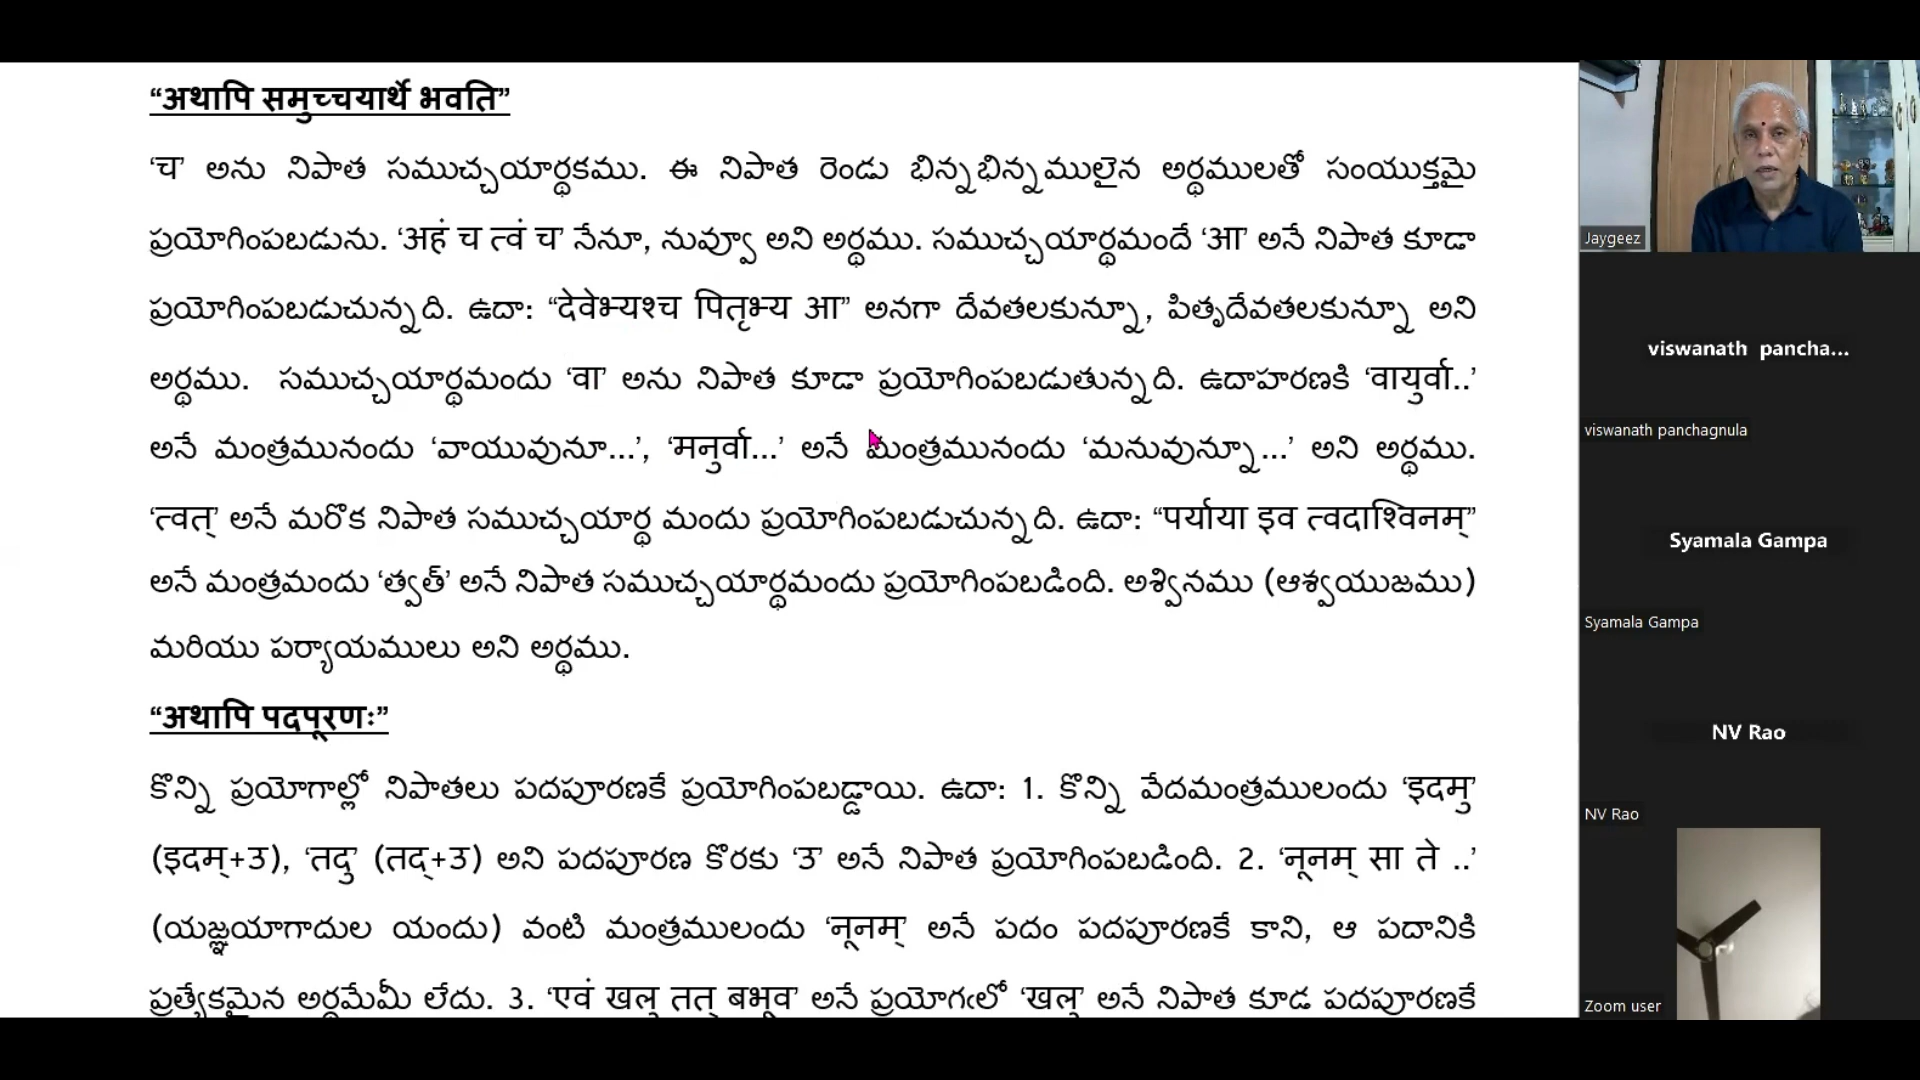 “अथापि समुच्चयार्थे भवति”
‘च’ అను నిపాత సముచ్చయార్థకము. ఈ నిపాత రెండు భిన్నభిన్నములైన అర్థములతో సంయుక్తమై
ప్రయోగింపబడును. ‘अहं च त्वं च’ నేనూ, నువ్వూ అని అర్థము. సముచ్చయార్థమందే ‘आ’ అనే నిపాత కూడా
ప్రయోగింపబడుచున్నది. ఉదా: “देवेभ्यश्च पितृभ्य आ” అనగా దేవతలకున్నూ, పితృదేవతలకున్నూ అని
అర్థము. సముచ్చయార్థమందు ‘वा’ అను నిపాత కూడా ప్రయోగింపబడుతున్నది. ఉదాహరణకి ‘वायुर्वा..’
అనే మంత్రమునందు ‘వాయువునూ...’, ‘मनुर्वा...’ అనే మంత్రమునందు ‘మనువున్నూ...’ అని అర్థము.
‘त्वत्’ అనే మరొక నిపాత సముచ్చయార్థ మందు ప్రయోగింపబడుచున్నది. ఉదా: “पर्याया इव त्वदाश्विनम्”
అనే మంత్రమందు ‘త్వత్’ అనే నిపాత సముచ్చయార్థమందు ప్రయోగింపబడింది. అశ్వినము (ఆశ్వయుజము)
మరియు పర్యాయములు అని అర్థము.
“अथापि पदपूरणः”
కొన్ని ప్రయోగాల్లో నిపాతలు పదపూరణకే ప్రయోగింపబడ్డాయి. ఉదా: 1. కొన్ని వేదమంత్రములందు ‘इदमु’
(इदम्+उ), ‘तदु’ (तद्+उ) అని పదపూరణ కొరకు ‘उ’ అనే నిపాత ప్రయోగింపబడింది. 2. ‘नूनम् सा ते ..’
(యజ్ఞయాగాదుల యందు) వంటి మంత్రములందు ‘नूनम्’ అనే పదం పదపూరణకే కాని, ఆ పదానికి
ప్రత్యేకమైన అర్థమేమీ లేదు. 3. ‘एवं खलु तत् बभूव’ అనే ప్రయోగఁలో ‘खलु’ అనే నిపాత కూడ పదపూరణకే
Jaygeez
viswanath pancha...
viswanath panchagnula
Syamala Gampa
Syamala Gampa
NV Rao
NV Rao
Zoom user